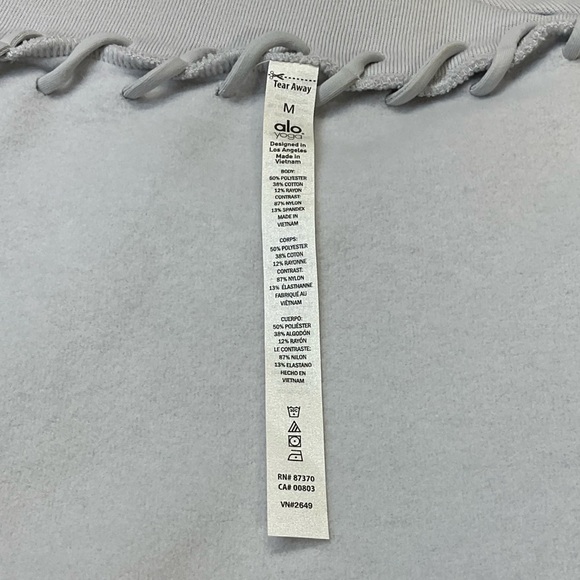 Tear Away
M
alo
yoga
Designed in
Los Angeles
Made in
Vietnam
BODY:
50% POLYESTER
38% COTTON
12% RAYON
CONTRAST:
87% NYLON
13% SPANDEX
MADE IN
VIETNAM
CORPS:
50% POLYESTER
38% COTON
12% RAYONNE
CONTRAST:
87% NYLON
13% ÉLASTHANNE
FABRIQUÉ AU
VIÊTNAM
CUERPO:
50% POLIÉSTER
38% ALGODÓN
12% RAYÓN
LE CONTRASTE:
87% NILON
13% ELASTANO
HECHO EN
VIETNAM
RN# 87370
CA# 00803
VN#2649